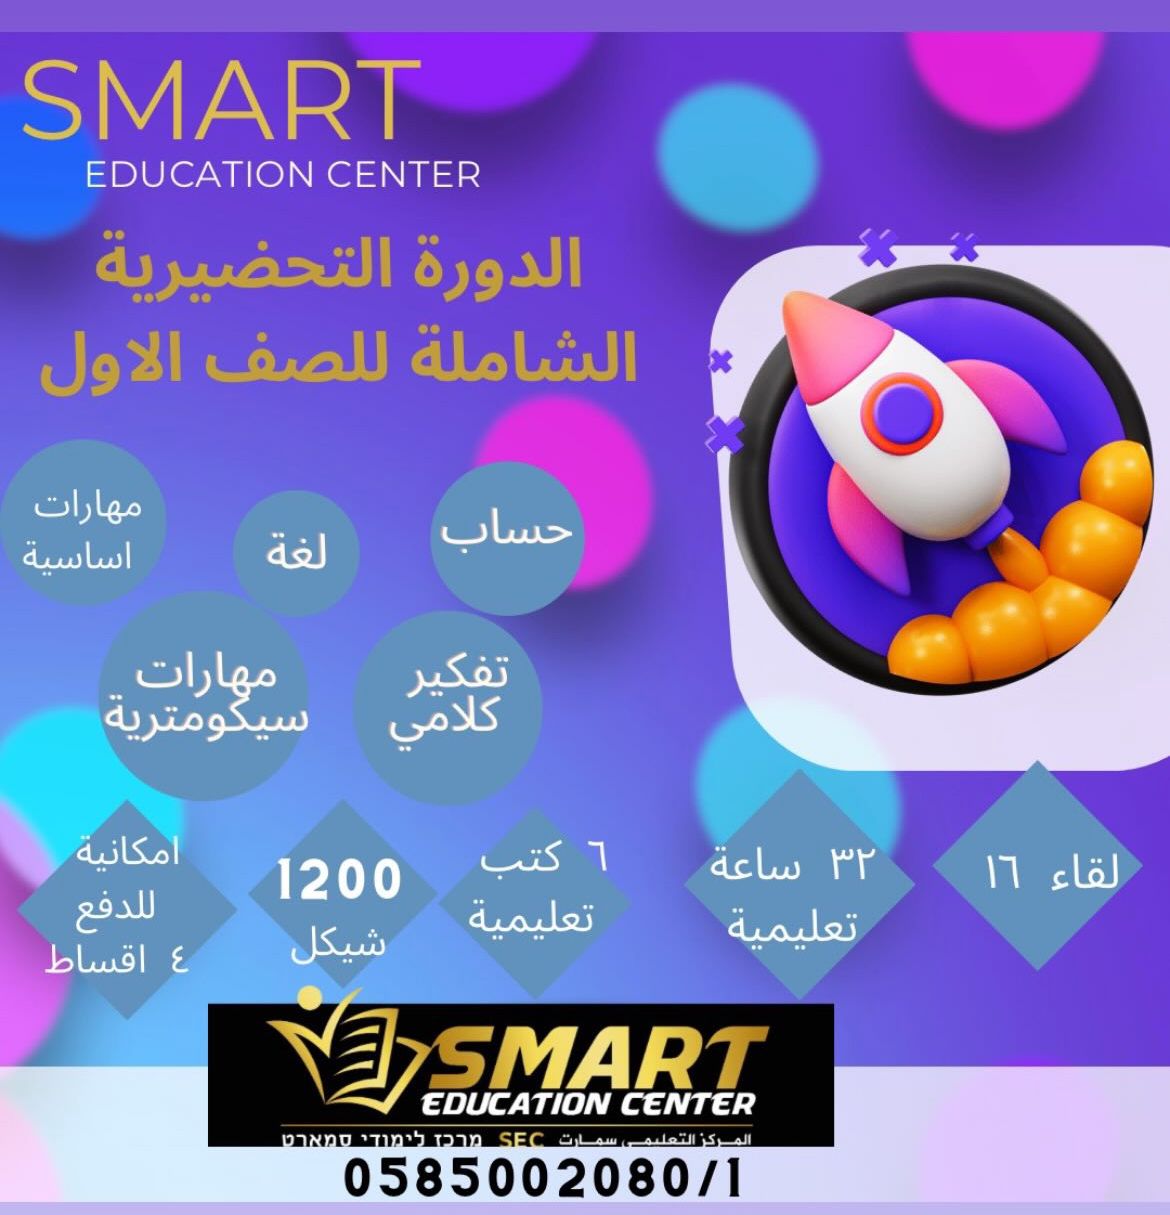 SMART
EDUCATION CENTER
الدورة التحضيرية
الشاملة للصف الاول
حساب
لغة
مهارات
اساسية
تفكير
كلامي
مهارات
سيكومترية
لقاء ١٦
٣٢ ساعة
تعليمية
٦ كتب
تعليمية
1200
شيكل
امكانية
للدفع
٤ اقساط
SMART
EDUCATION CENTER
المركز التعليمي سمارت SEC מרכז לימודי סמארט
0585002080/1